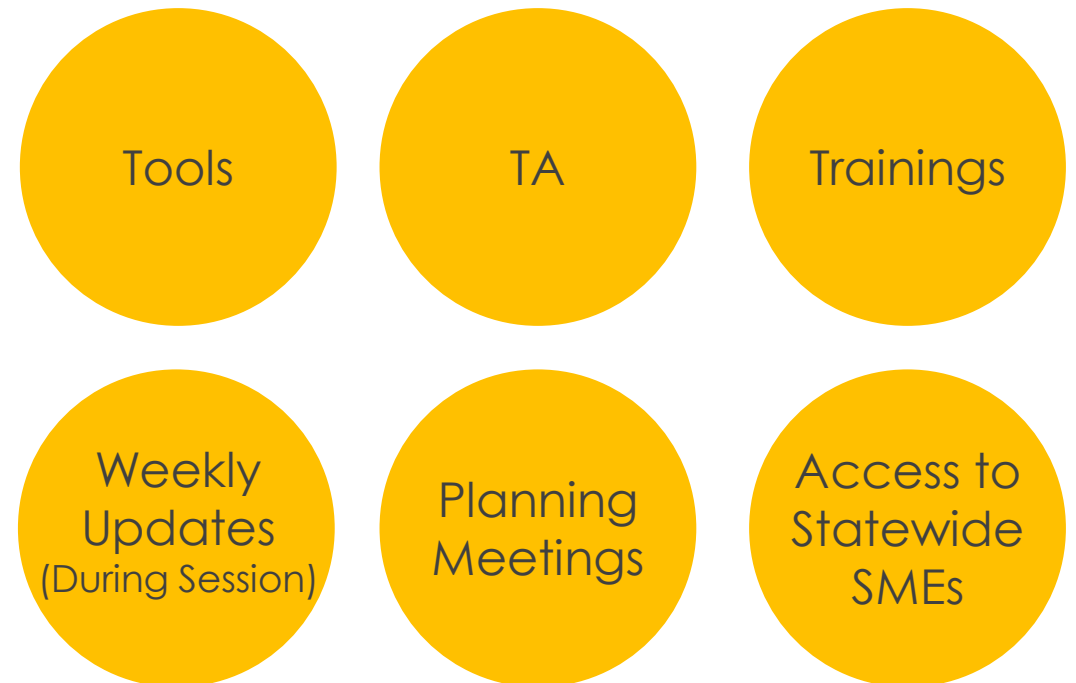 Tools
TA
Trainings
Weekly
Updates
(During Session)
Planning
Meetings
Access to
Statewide
SMEs